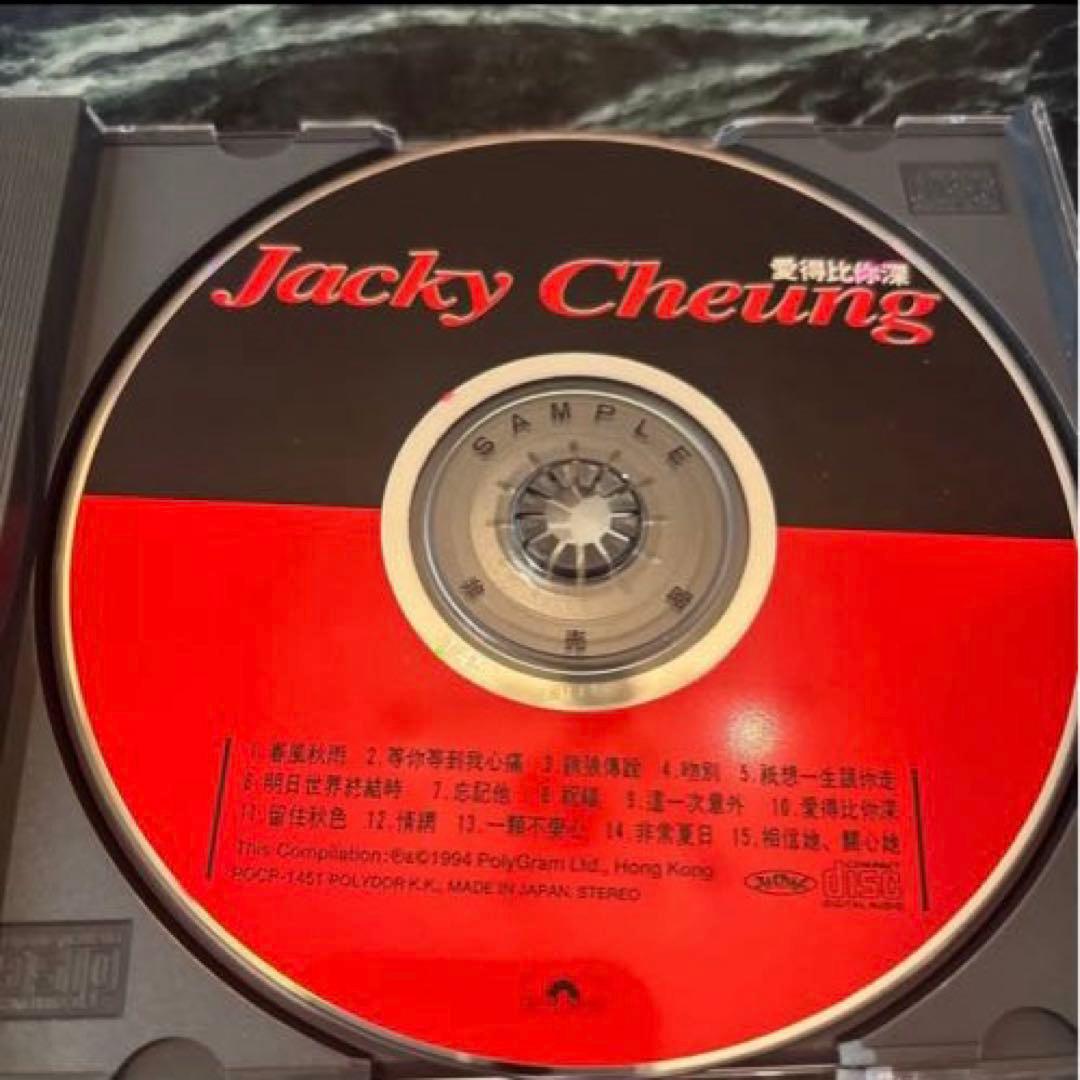 愛得比你深
Jacky Cheung
SAMPLE
非 賣
1.春風秋雨 2.等你等到我心痛 3.餓狼傳說 4.吻別 5.祇想一生跟你走
6.明日世界終結時 7.忘記他 8.祝福 9.這一次意外 10.愛得比你深
11.留住秋色 12.情網 13.一顆不變心 14.非常夏日 15.相信她、關心她
This Compilation: ℗&©1994 PolyGram Ltd., Hong Kong
POCP-1451 POLYDOR K.K., MADE IN JAPAN. STEREO
COMPACT
disc
DIGITAL AUDIO